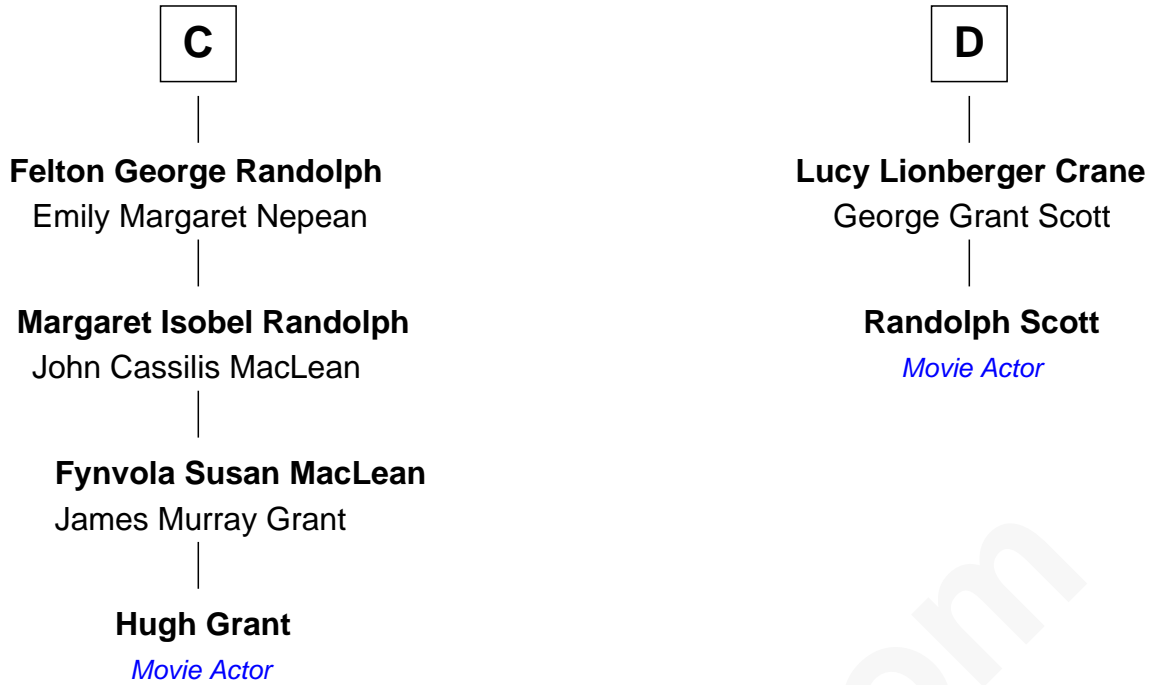 C
Felton George Randolph
Emily Margaret Nepean
Margaret Isobel Randolph
John Cassilis MacLean
Fynvola Susan MacLean
James Murray Grant
Hugh Grant
Movie Actor
D
Lucy Lionberger Crane
George Grant Scott
Randolph Scott
Movie Actor
om